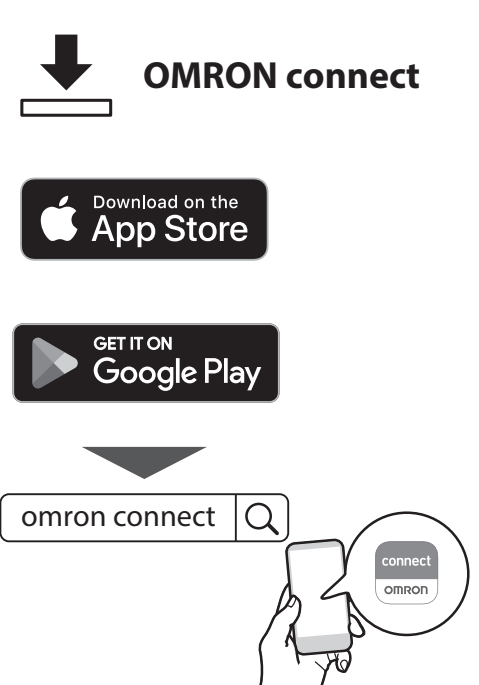 OMRON connect
Download on the
App Store
GET IT ON
Google Play
omron connect
connect
OMRON